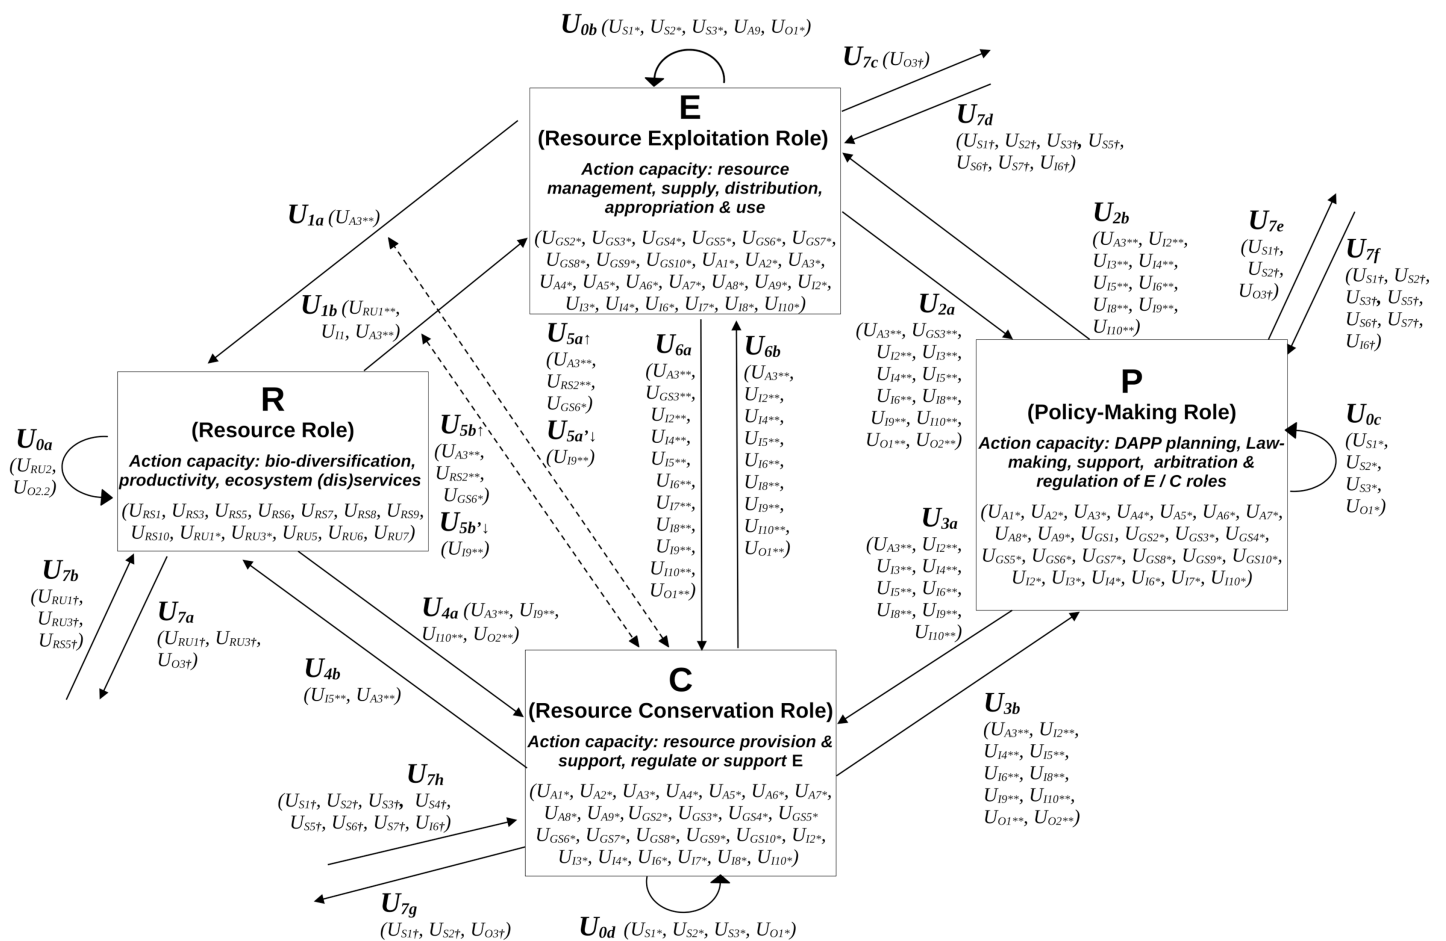 U0b (US1*, US2*, US3*, UA9, UO1*)
U7c (UO3†)
E
(Resource Exploitation Role)
Action capacity: resource
management, supply, distribution,
appropriation & use
(UGS2*, UGS3*, UGS4*, UGS5*, UGS6*, UGS7*,
UGS8*, UGS9*, UGS10*, UA1*, UA2*, UA3*,
UA4*, UA5*, UA6*, UA7*, UA8*, UA9*, UI2*,
UI3*, UI4*, UI6*, UI7*, UI8*, UI10*)
U7d
(US1†, US2†, US3†, US5†,
US6†, US7†, UI6†)
U1a (UA3**)
U1b (URU1**,
UI1, UA3**)
U2b
(UA3**, UI2**,
UI3**, UI4**,
UI5**, UI6**,
UI8**, UI9**,
UI10**)
U7e
(US1†,
US2†,
UO3†)
U7f
(US1†, US2†,
US3†, US5†,
US6†, US7†,
UI6†)
U2a
(UA3**, UGS3**,
UI2**, UI3**,
UI4**, UI5**,
UI6**, UI8**,
UI9**, UI10**,
UO1**, UO2**)
U5a↑
(UA3**,
URS2**,
UGS6*)
U5a’↓
(UI9**)
U6a
(UA3**,
UGS3**,
UI2**,
UI4**,
UI5**,
UI6**,
UI7**,
UI8**,
UI9**,
UI10**,
UO1**)
U6b
(UA3**,
UI2**,
UI4**,
UI5**,
UI6**,
UI8**,
UI9**,
UI10**,
UO1**)
R
(Resource Role)
Action capacity: bio-diversification,
productivity, ecosystem (dis)services
(URS1, URS3, URS5, URS6, URS7, URS8, URS9,
URS10, URU1*, URU3*, URU5, URU6, URU7)
U0a
(URU2,
UO2.2)
U5b↑
(UA3**,
URS2**,
UGS6*)
U5b’↓
(UI9**)
P
(Policy-Making Role)
Action capacity: DAPP planning, Law-
making, support, arbitration &
regulation of E / C roles
(UA1*, UA2*, UA3*, UA4*, UA5*, UA6*, UA7*,
UA8*, UA9*, UGS1, UGS2*, UGS3*, UGS4*,
UGS5*, UGS6*, UGS7*, UGS8*, UGS9*, UGS10*,
UI2*, UI3*, UI4*, UI6*, UI7*, UI10*)
U0c
(US1*,
US2*,
US3*,
UO1*)
U3a
(UA3**, UI2**,
UI3**, UI4**,
UI5**, UI6**,
UI8**, UI9**,
UI10**)
U7b
(URU1†,
URU3†,
URS5†)
U7a
(URU1†, URU3†,
UO3†)
U4a (UA3**, UI9**,
UI10**, UO2**)
U4b
(UI5**, UA3**)
C
(Resource Conservation Role)
Action capacity: resource provision &
support, regulate or support E
(UA1*, UA2*, UA3*, UA4*, UA5*, UA6*, UA7*,
UA8*, UA9*, UGS2*, UGS3*, UGS4*, UGS5*
UGS6*, UGS7*, UGS8*, UGS9*, UGS10*, UI2*,
UI3*, UI4*, UI6*, UI7*, UI8*, UI10*)
U3b
(UA3**, UI2**,
UI4**, UI5**,
UI6**, UI8**,
UI9**, UI10**,
UO1**, UO2**)
U7h
(US1†, US2†, US3†, US4†,
US5†, US6†, US7†, UI6†)
U7g
(US1†, US2†, UO3†)
U0d (US1*, US2*, US3*, UO1*)